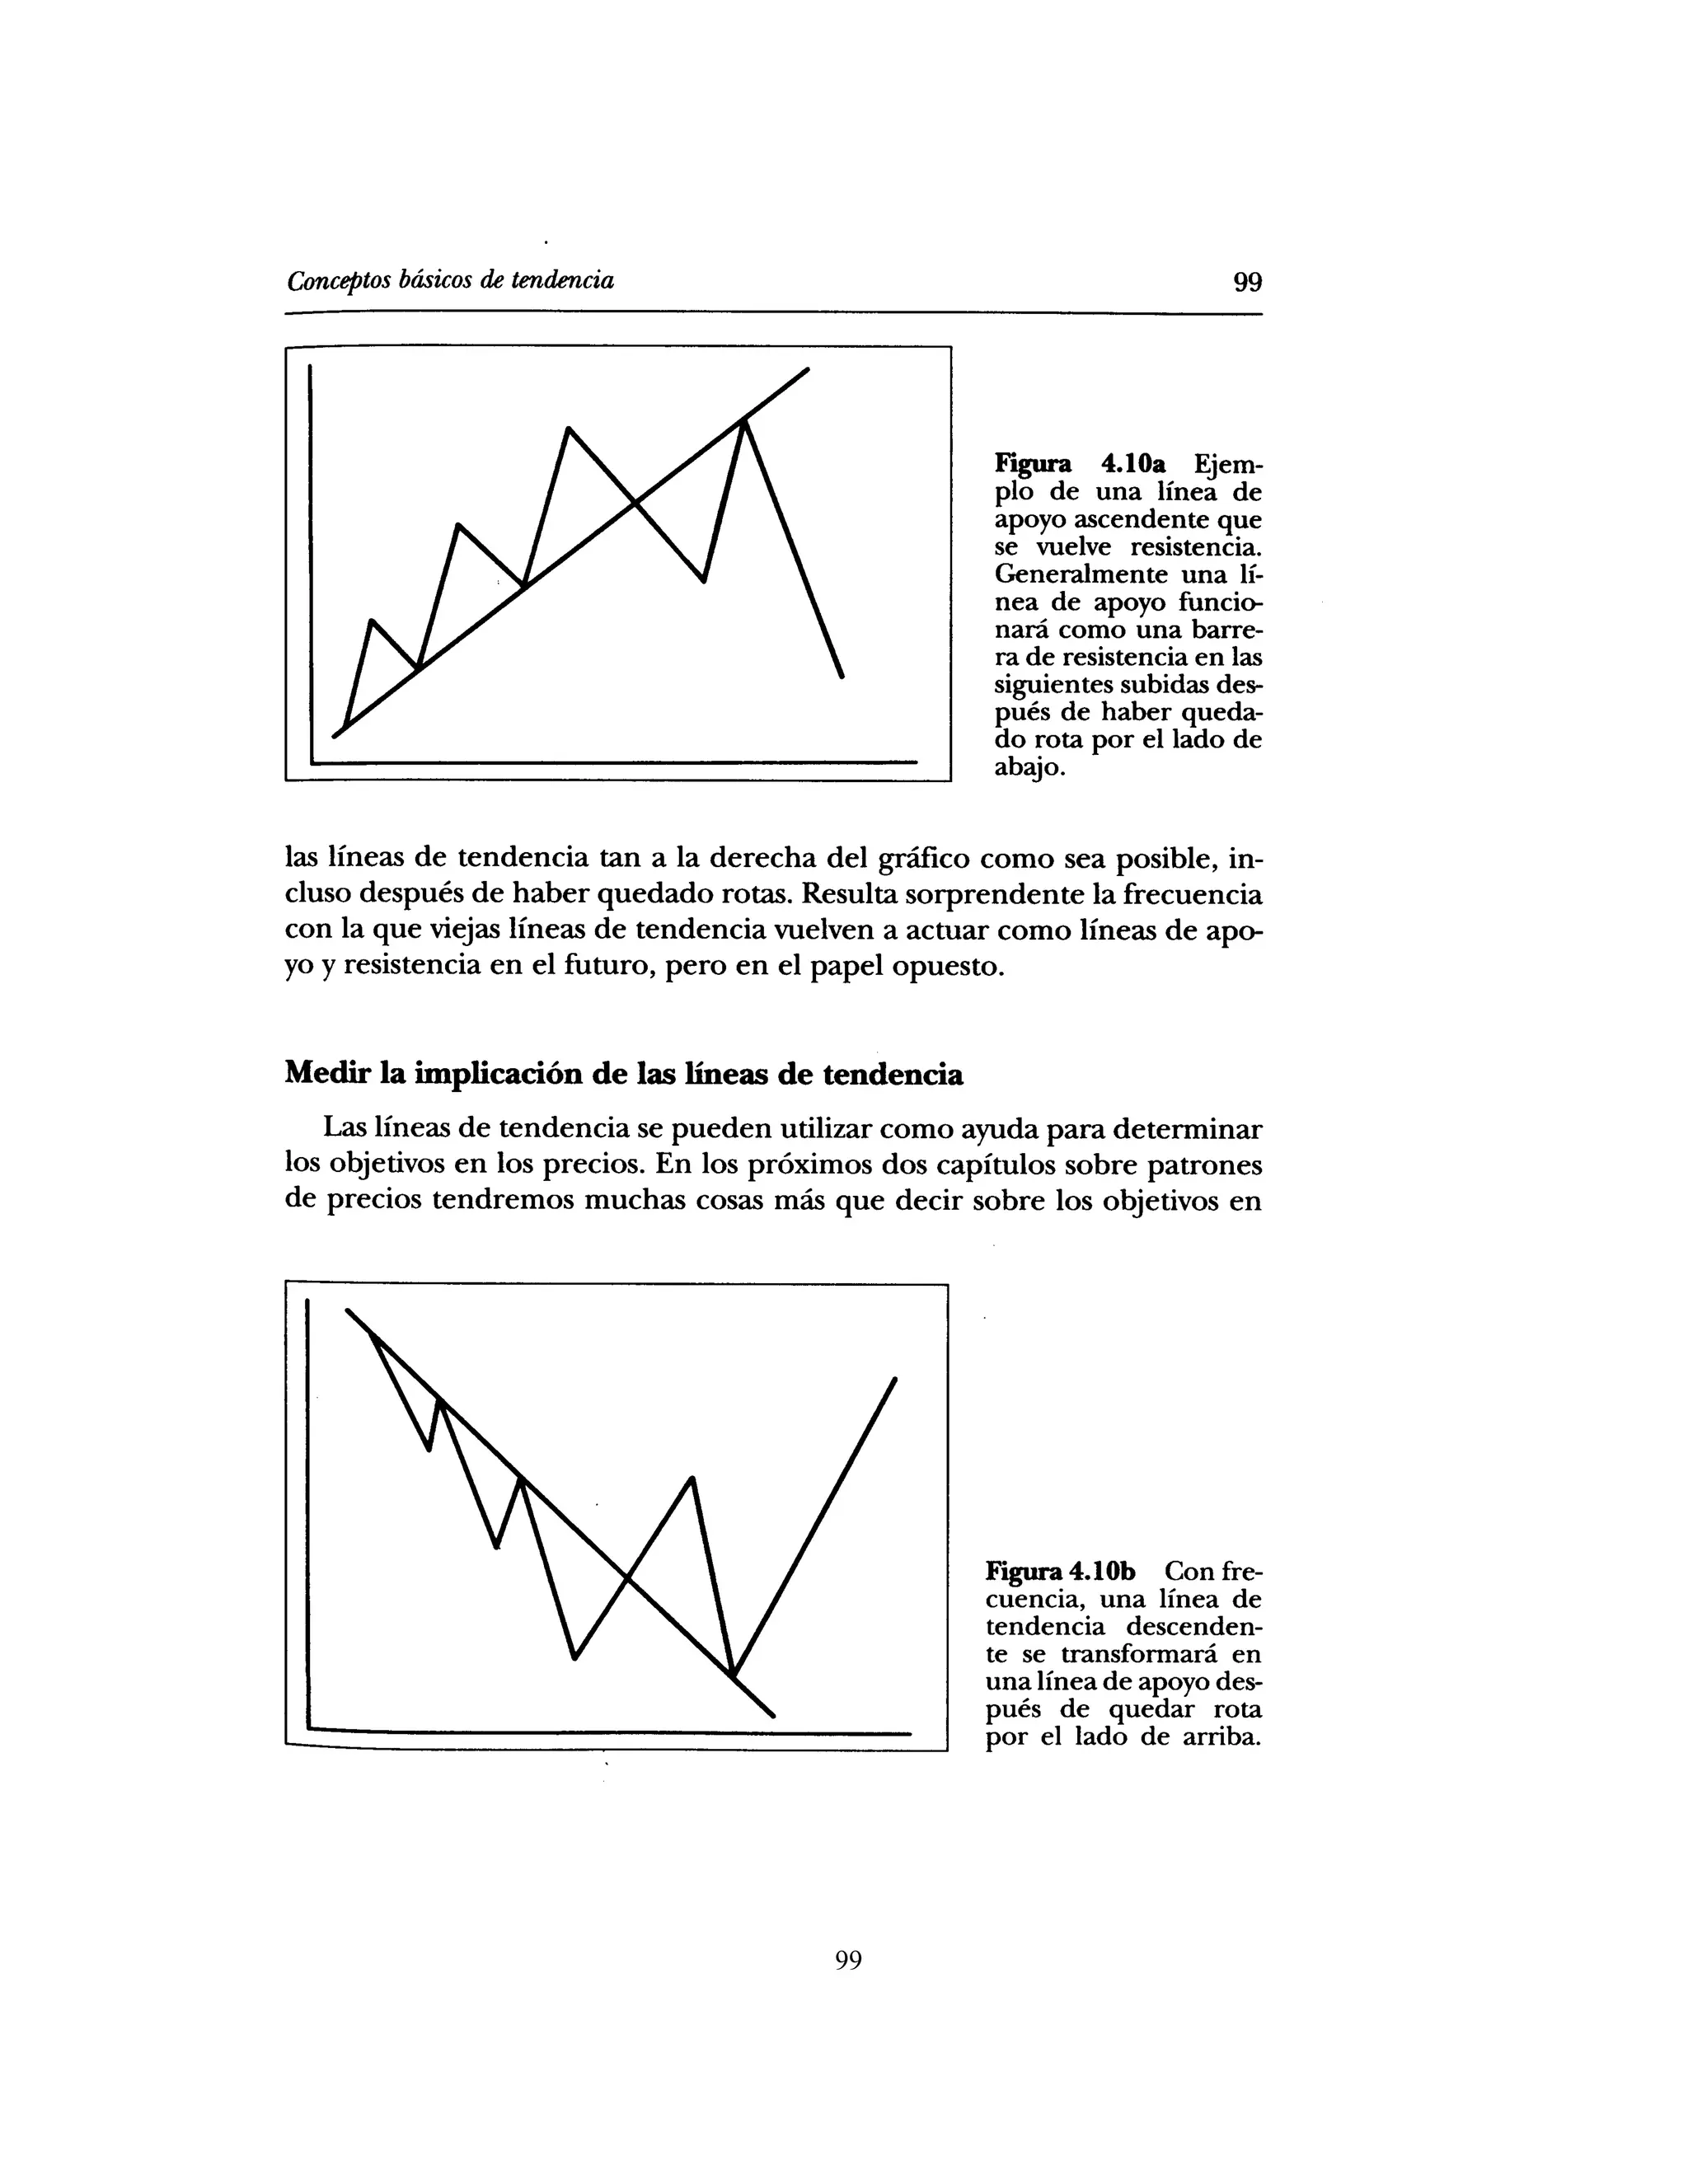 Conceptos básicos de tendencia 99
Figura 4.10a Ejem-
plo de una línea de
apoyo ascendente que
se vuelve resistencia.
Generalmente una lí-
nea de apoyo funcio-
nará como una barre-
ra de resistencia en las
siguientes subidas des-
pués de haber queda-
do rota por el lado de
abajo.
las líneas de tendencia tan a la derecha del gráfico como sea posible, in-
cluso después de haber quedado rotas. Resulta sorprendente la frecuencia
con la que viejas líneas de tendencia vuelven a actuar como líneas de apo-
yo y resistencia en el futuro, pero en el papel opuesto.
Medir la implicación de las líneas de tendencia
Las líneas de tendencia se pueden utilizar como ayuda para determinar
los objetivos en los precios. En los próximos dos capítulos sobre patrones
de precios tendremos muchas cosas más que decir sobre los objetivos en
Figura 4.10b Con fre-
cuencia, una línea de
tendencia descenden-
te se transformará en
una línea de apoyo des-
pués de quedar rota
por el lado de arriba.
99